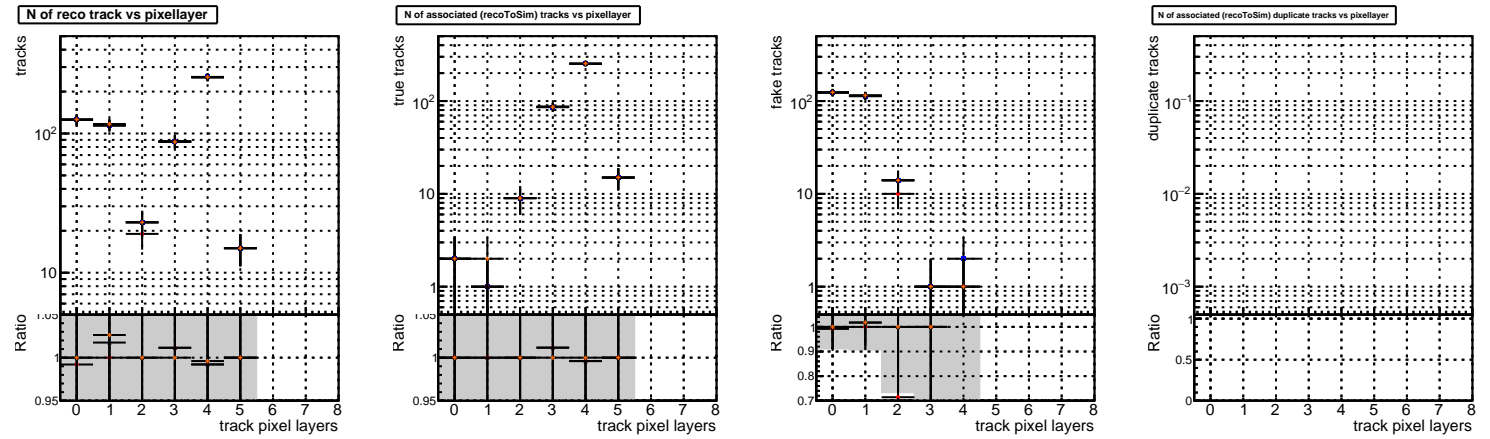 N of reco track vs pixellayer
tracks
10²
10
Ratio
1.05
1
0.95
0 1 2 3 4 5 6 7 8
track pixel layers
N of associated (recoToSim) tracks vs pixellayer
true tracks
10²
10
1
Ratio
1.05
1
0.95
0 1 2 3 4 5 6 7 8
track pixel layers
fake tracks
10²
10
1
Ratio
1
0.9
0.8
0.7
0 1 2 3 4 5 6 7 8
track pixel layers
N of associated (recoToSim) duplicate tracks vs pixellayer
duplicate tracks
10⁻¹
10⁻²
10⁻³
Ratio
1
0.5
0
0 1 2 3 4 5 6 7 8
track pixel layers